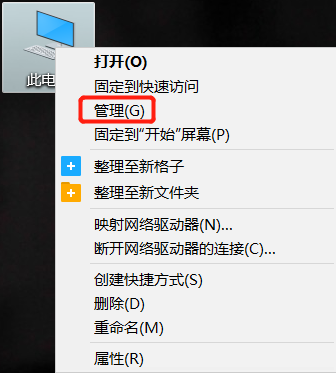 此电
打开(O)
固定到快速访问
管理(G)
固定到"开始"屏幕(P)
整理至新格子
整理至新文件夹
映射网络驱动器(N)...
断开网络驱动器的连接(C)...
创建快捷方式(S)
删除(D)
重命名(M)
属性(R)